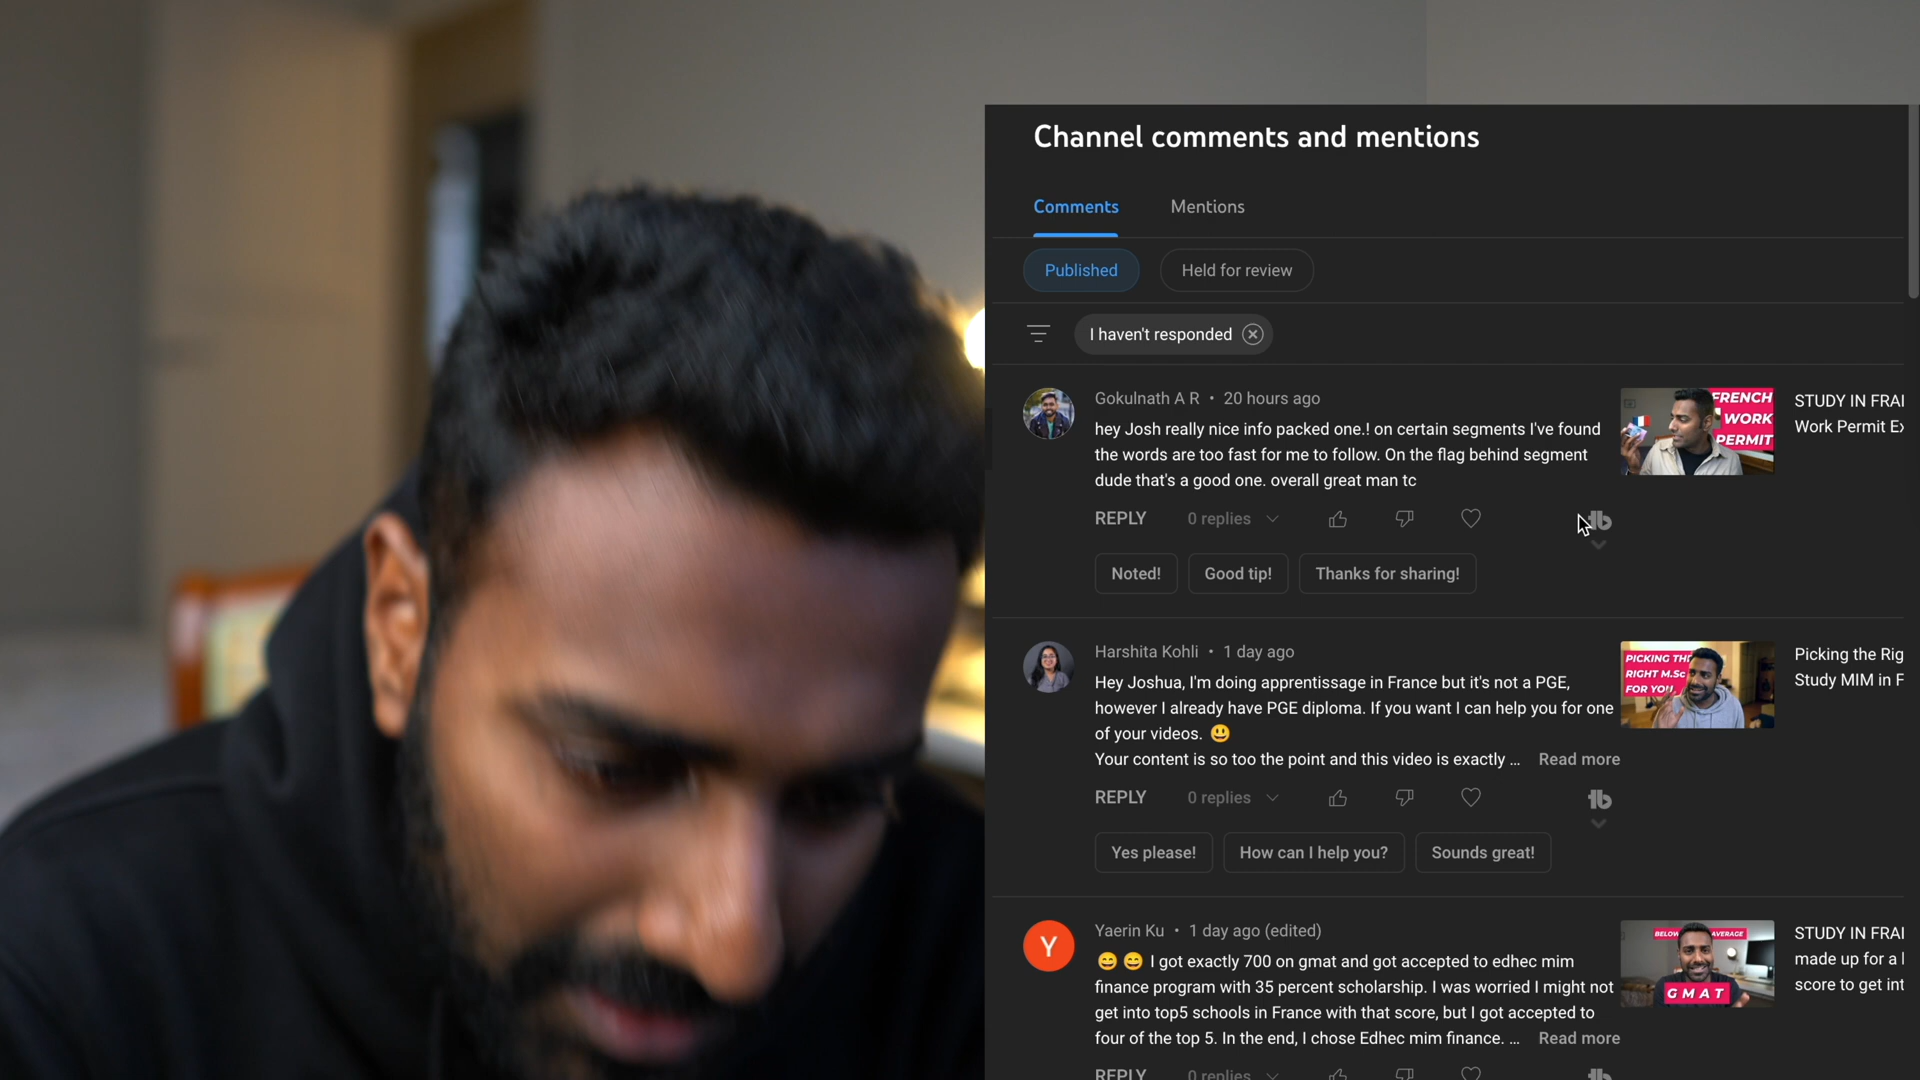 Channel comments and mentions
Comments Mentions
Published Held for review
I haven't responded
Gokulnath A R • 20 hours ago
hey Josh really nice info packed one.! on certain segments I've found
the words are too fast for me to follow. On the flag behind segment
dude that's a good one. overall great man tc
REPLY 0 replies
Noted! Good tip! Thanks for sharing!
FRENCH
WORK
PERMIT
STUDY IN FRAI
Work Permit Ex
Harshita Kohli • 1 day ago
Hey Joshua, I'm doing apprentissage in France but it's not a PGE,
however I already have PGE diploma. If you want I can help you for one
of your videos. 😃
Your content is so too the point and this video is exactly ... Read more
REPLY 0 replies
Yes please! How can I help you? Sounds great!
PICKING THE
RIGHT M.Sc
FOR YOU
Picking the Rig
Study MIM in F
Y
Yaerin Ku • 1 day ago (edited)
😄 😄 I got exactly 700 on gmat and got accepted to edhec mim
finance program with 35 percent scholarship. I was worried I might not
get into top5 schools in France with that score, but I got accepted to
four of the top 5. In the end, I chose Edhec mim finance. ... Read more
REPLY 0 replies
BELOW AVERAGE
GMAT
STUDY IN FRAI
made up for a l
score to get int